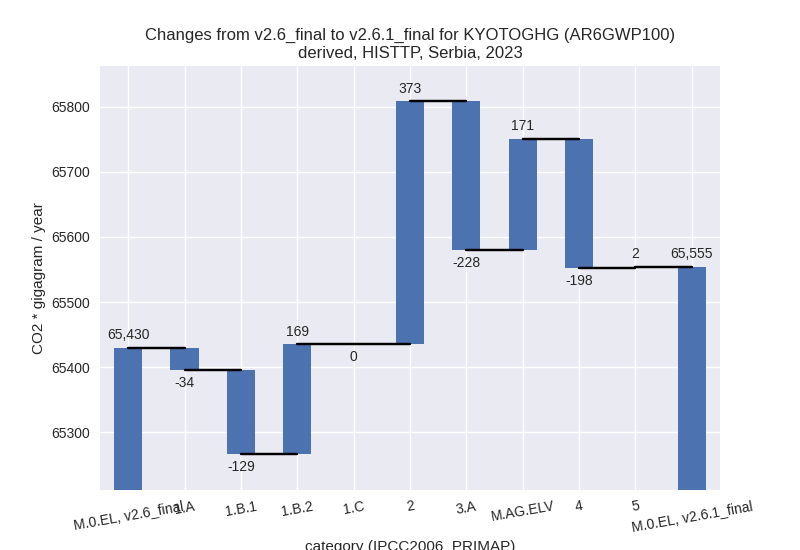 Changes from v2.6_final to v2.6.1_final for KYOTOGHG (AR6GWP100)
derived, HISTTP, Serbia, 2023
CO2 * gigagram / year
65800
65700
65600
65500
65400
65300
65,430
-34
-129
169
0
373
-228
171
-198
2
65,555
M.0.EL, v2.6_final
1.A
1.B.1
1.B.2
1.C
2
3.A
M.AG.ELV
4
5
M.0.EL, v2.6.1_final
category (IPCC2006_PRIMAP)